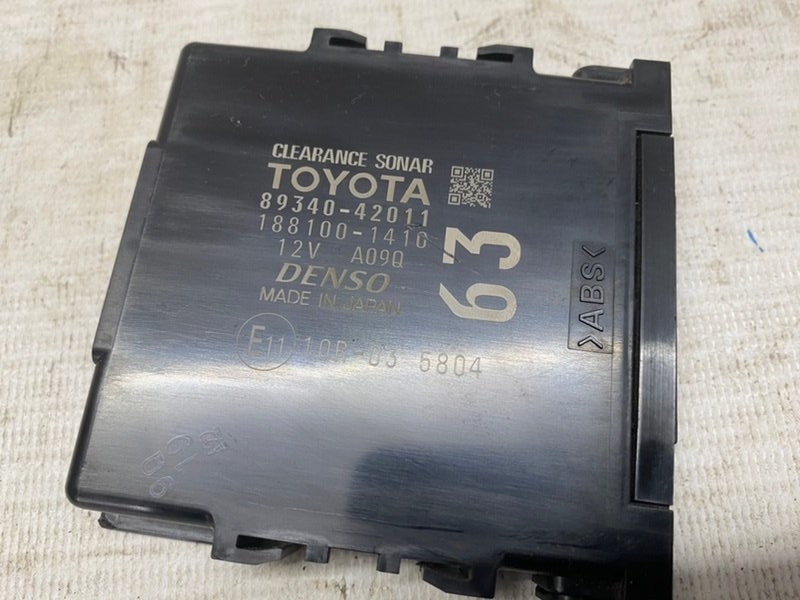 CLEARANCE SONAR
TOYOTA
89340-42011
188100-1410
12V A09Q
DENSO
MADE IN JAPAN
63
E11 10R-03 5804
>ABS<